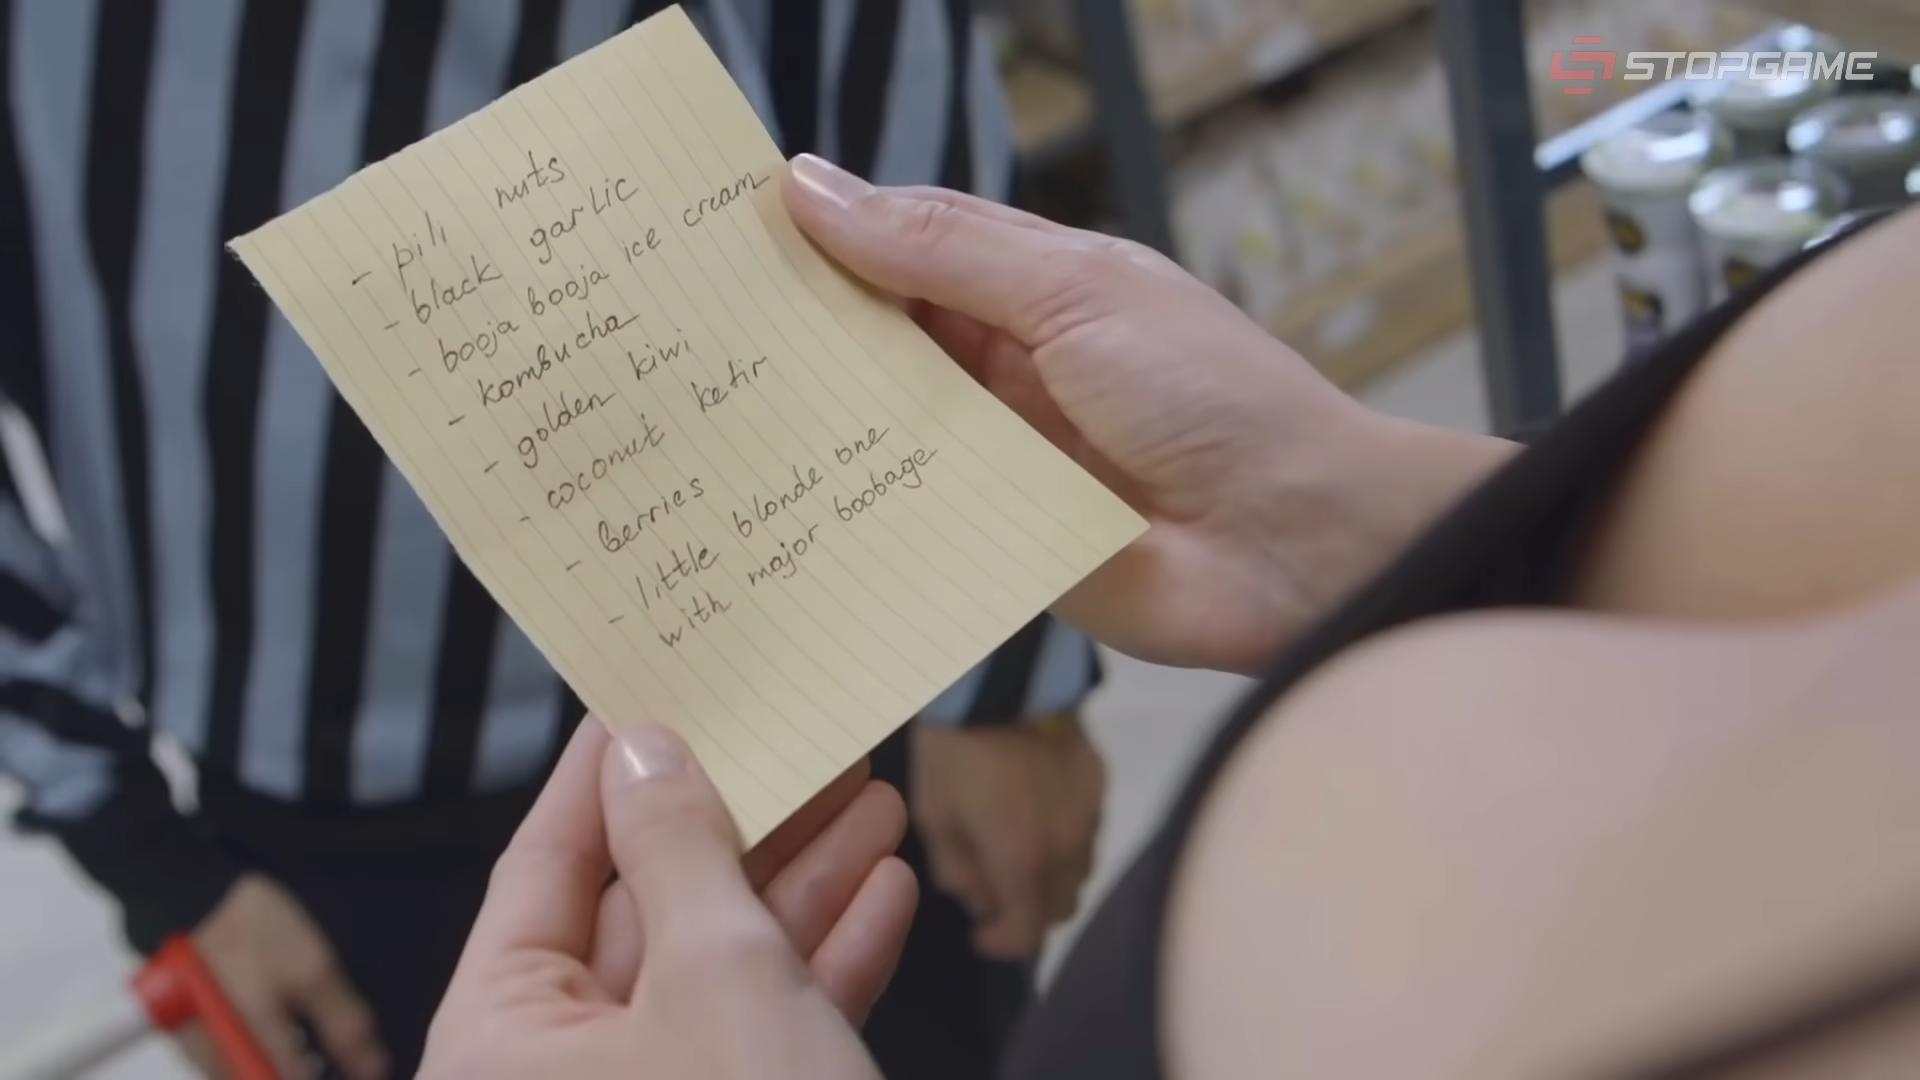 STOPGAME
- pili nuts
- black garlic
- booja booja ice cream
- kombucha
- golden kiwi
- coconut kefir
- berries
- little blonde one
with major boobage